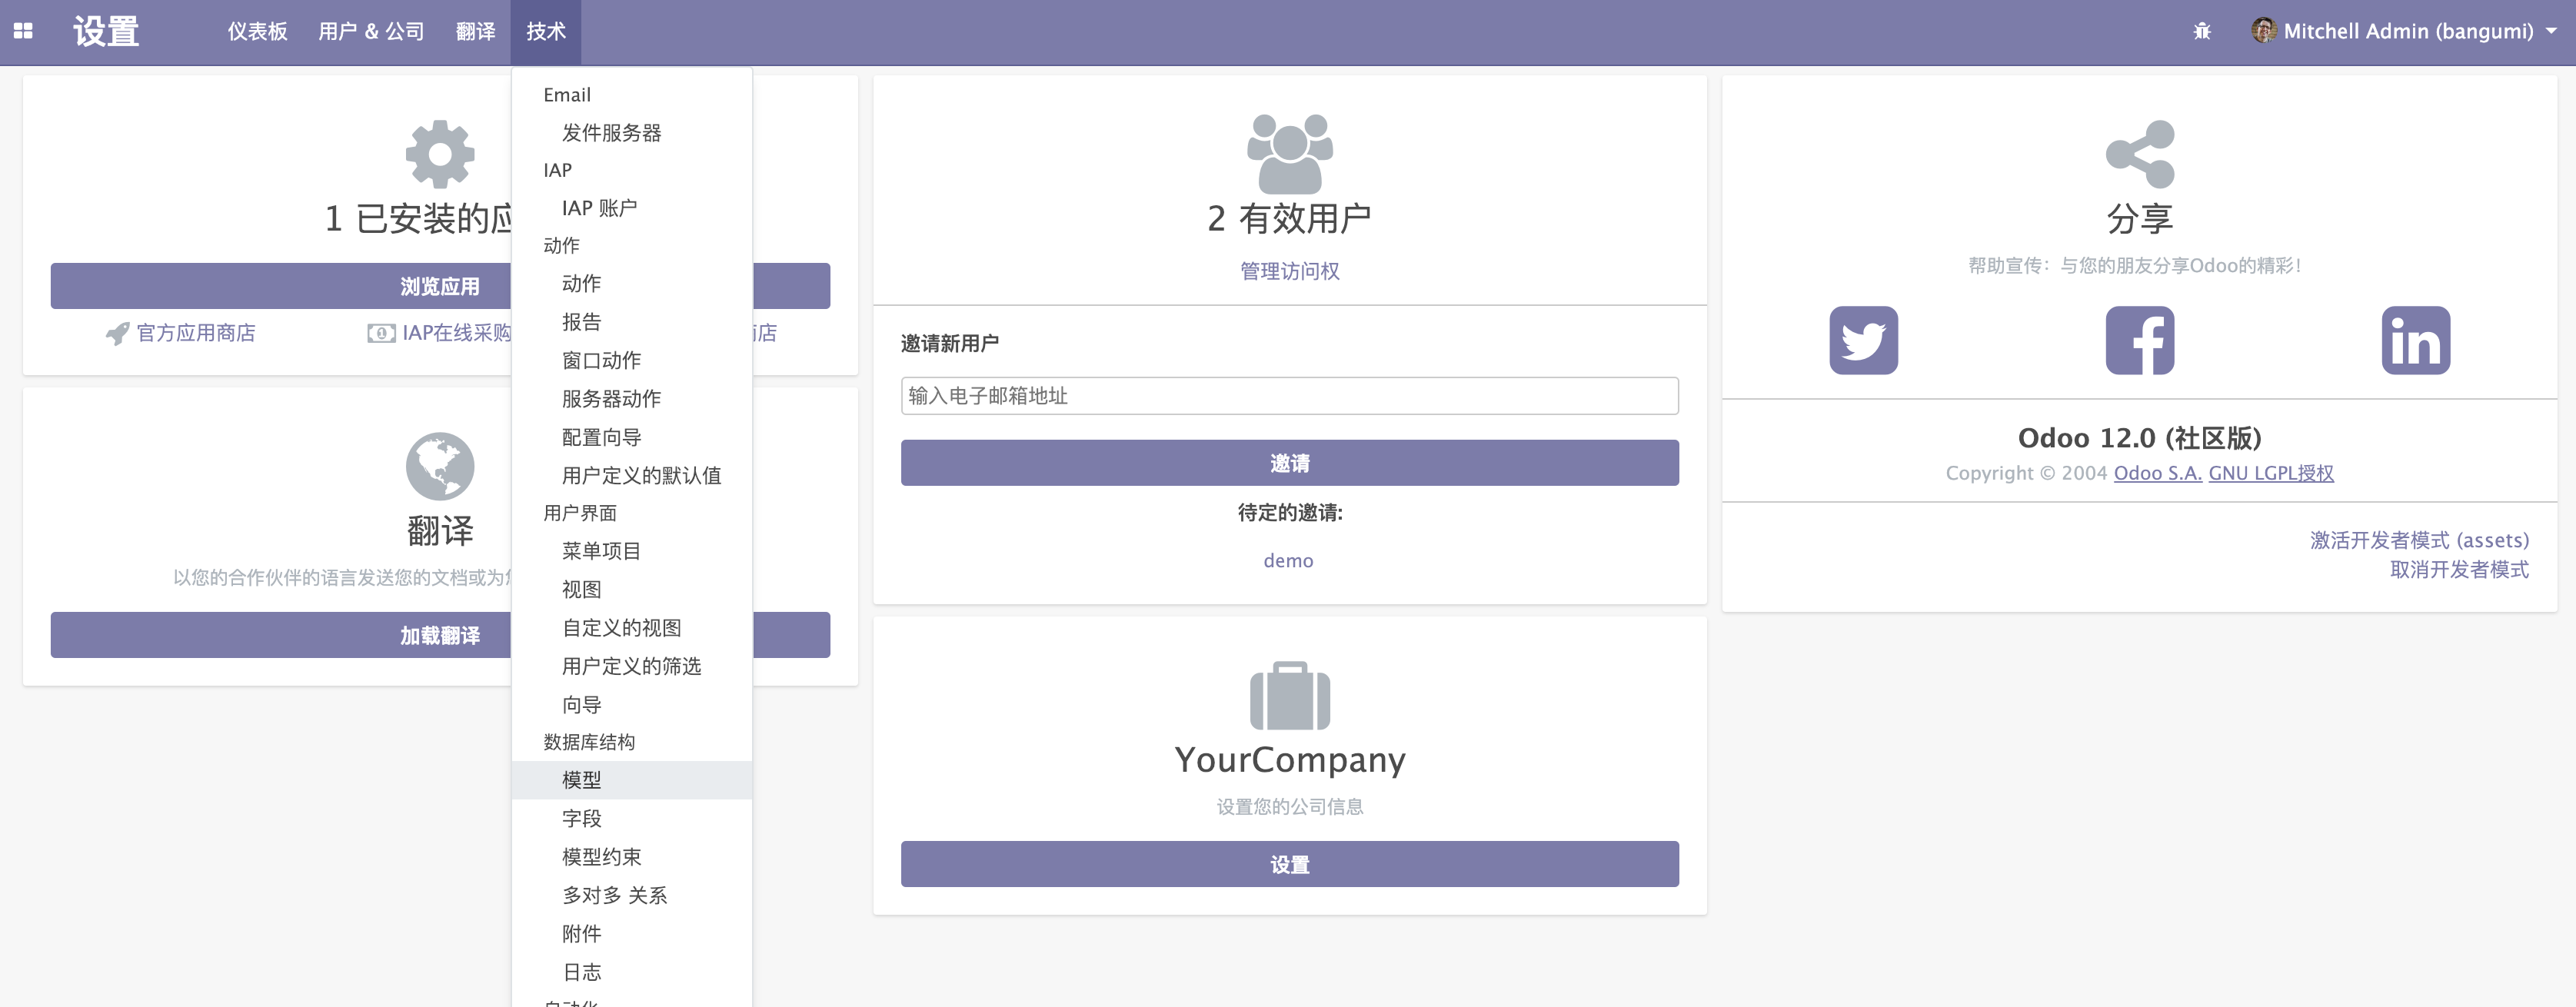 设置
仪表板
用户 & 公司
翻译
技术
Mitchell Admin (bangumi)
1 已安装的应
浏览应用
官方应用商店
IAP在线采购
店
翻译
以您的合作伙伴的语言发送您的文档或为
加载翻译
Email
发件服务器
IAP
IAP 账户
动作
动作
报告
窗口动作
服务器动作
配置向导
用户定义的默认值
用户界面
菜单项目
视图
自定义的视图
用户定义的筛选
向导
数据库结构
模型
字段
模型约束
多对多 关系
附件
日志
自动化
2 有效用户
管理访问权
邀请新用户
输入电子邮箱地址
邀请
待定的邀请:
demo
YourCompany
设置您的公司信息
设置
分享
帮助宣传：与您的朋友分享Odoo的精彩！
Odoo 12.0 (社区版)
Copyright © 2004 Odoo S.A. GNU LGPL授权
激活开发者模式 (assets)
取消开发者模式